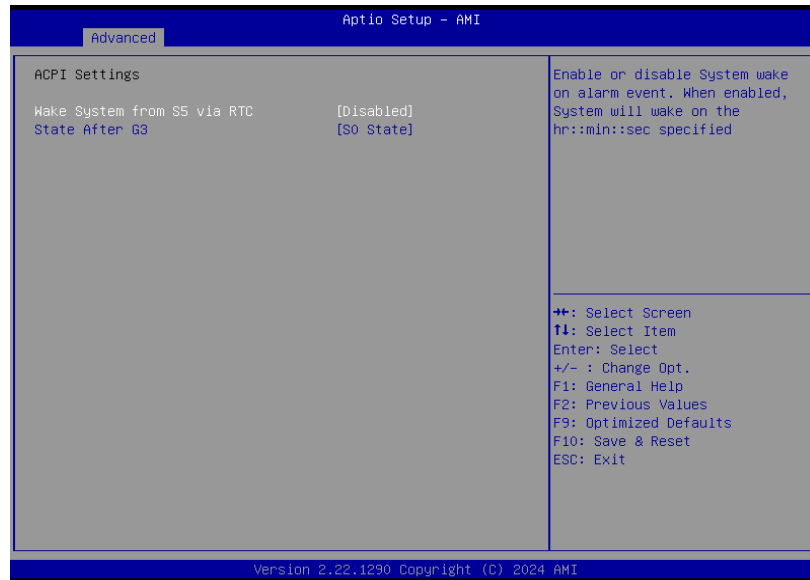 Aptio Setup – AMI
Advanced
ACPI Settings
Wake System from S5 via RTC [Disabled]
State After G3 [S0 State]
Enable or disable System wake
on alarm event. When enabled,
System will wake on the
hr::min::sec specified
→←: Select Screen
↑↓: Select Item
Enter: Select
+/- : Change Opt.
F1: General Help
F2: Previous Values
F9: Optimized Defaults
F10: Save & Reset
ESC: Exit
Version 2.22.1290 Copyright (C) 2024 AMI